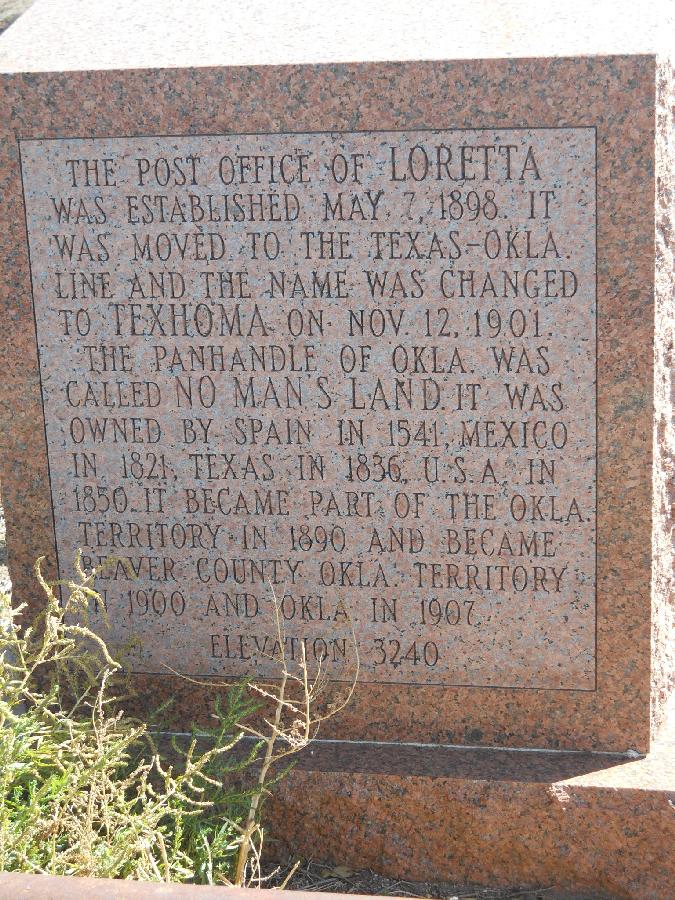 THE POST OFFICE OF LORETTA
WAS ESTABLISHED MAY 7, 1898. IT
WAS MOVED TO THE TEXAS-OKLA.
LINE AND THE NAME WAS CHANGED
TO TEXHOMA ON NOV. 12, 1901.
THE PANHANDLE OF OKLA. WAS
CALLED NO MAN'S LAND. IT WAS
OWNED BY SPAIN IN 1541, MEXICO
IN 1821, TEXAS IN 1836, U.S.A. IN
1850. IT BECAME PART OF THE OKLA.
TERRITORY IN 1890 AND BECAME
BEAVER COUNTY OKLA. TERRITORY
IN 1900 AND OKLA. IN 1907.
ELEVATION 3240